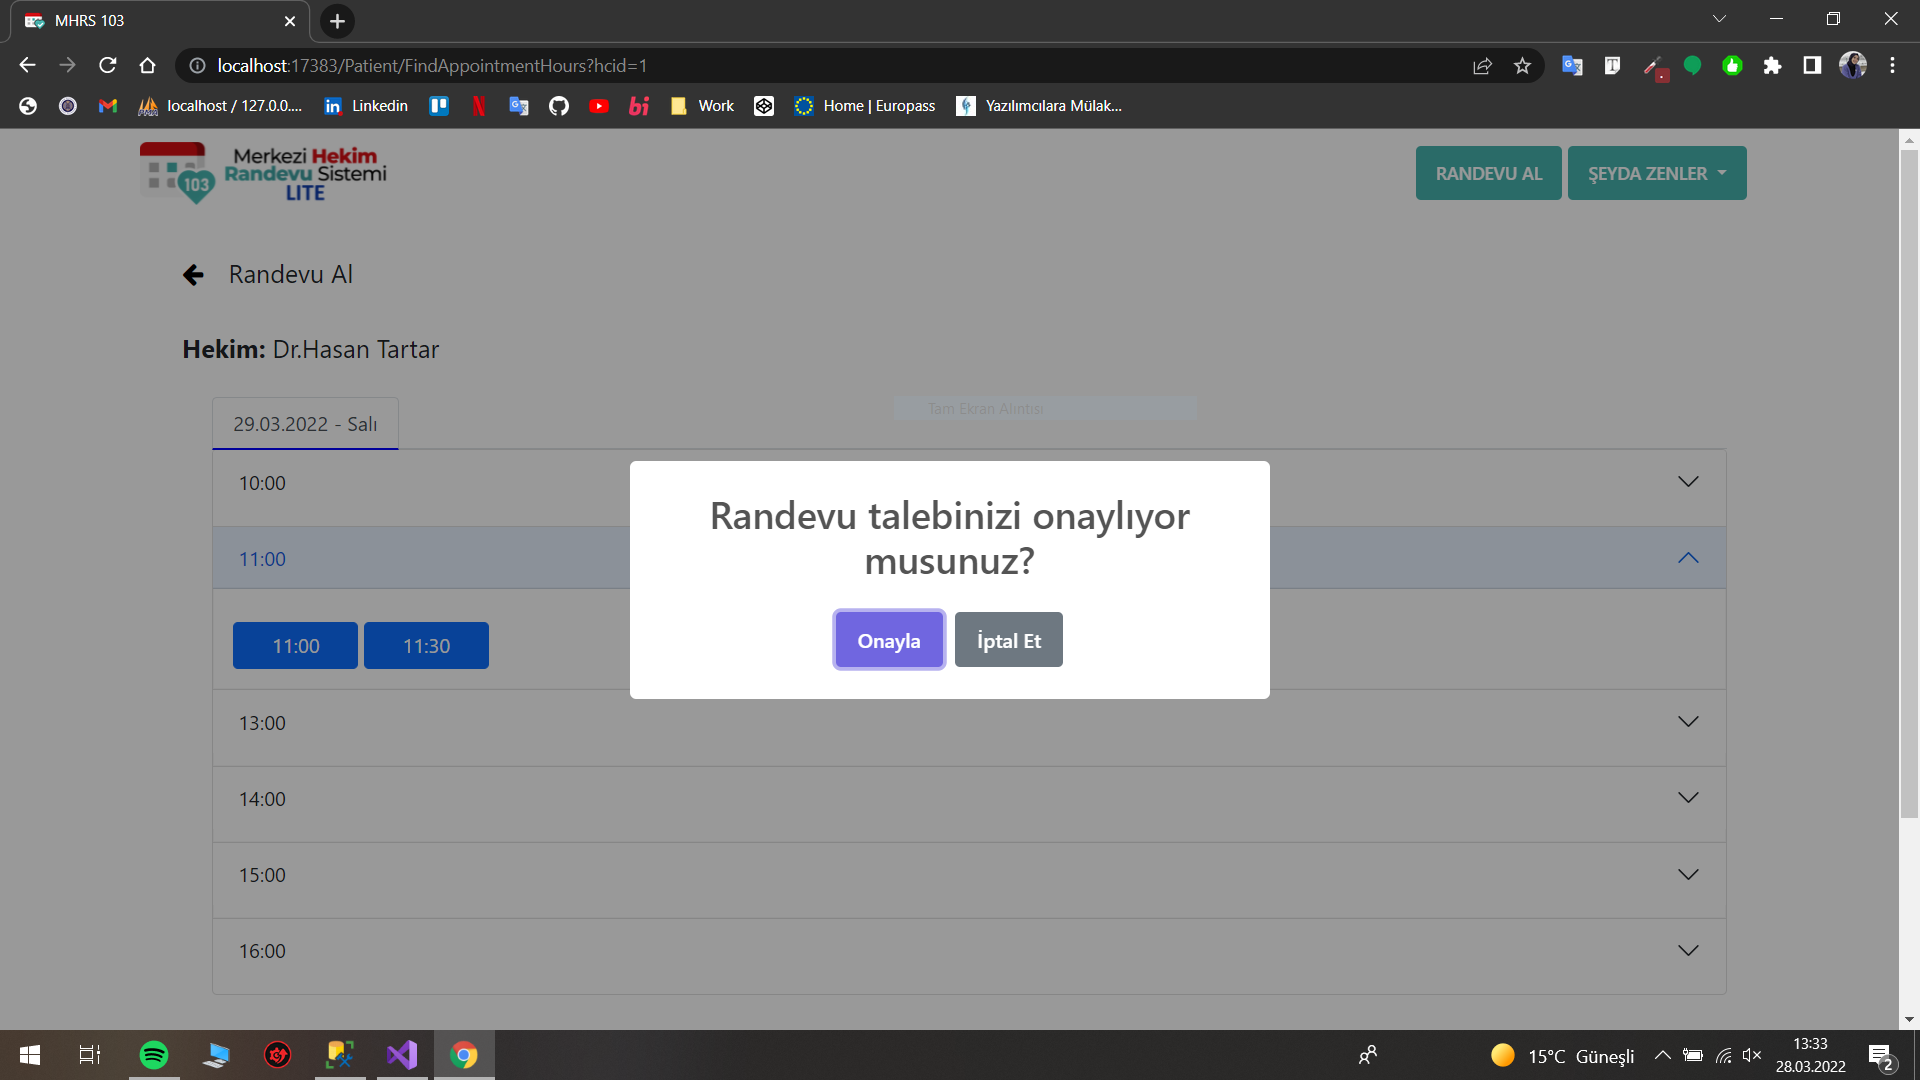 MHRS 103
localhost:17383/Patient/FindAppointmentHours?hcid=1
localhost / 127.0.0.... Linkedin Work Home | Europass Yazılımcılara Mülak...
Merkezi Hekim
Randevu Sistemi
LITE
103
RANDEVU AL ŞEYDA ZENLER
Randevu Al
Hekim: Dr.Hasan Tartar
Tam Ekran Alıntısı
29.03.2022 - Salı
10:00
Randevu talebinizi onaylıyor
musunuz?
Onayla İptal Et
11:00
11:00 11:30
13:00
14:00
15:00
16:00
15°C Güneşli
13:33
28.03.2022
2